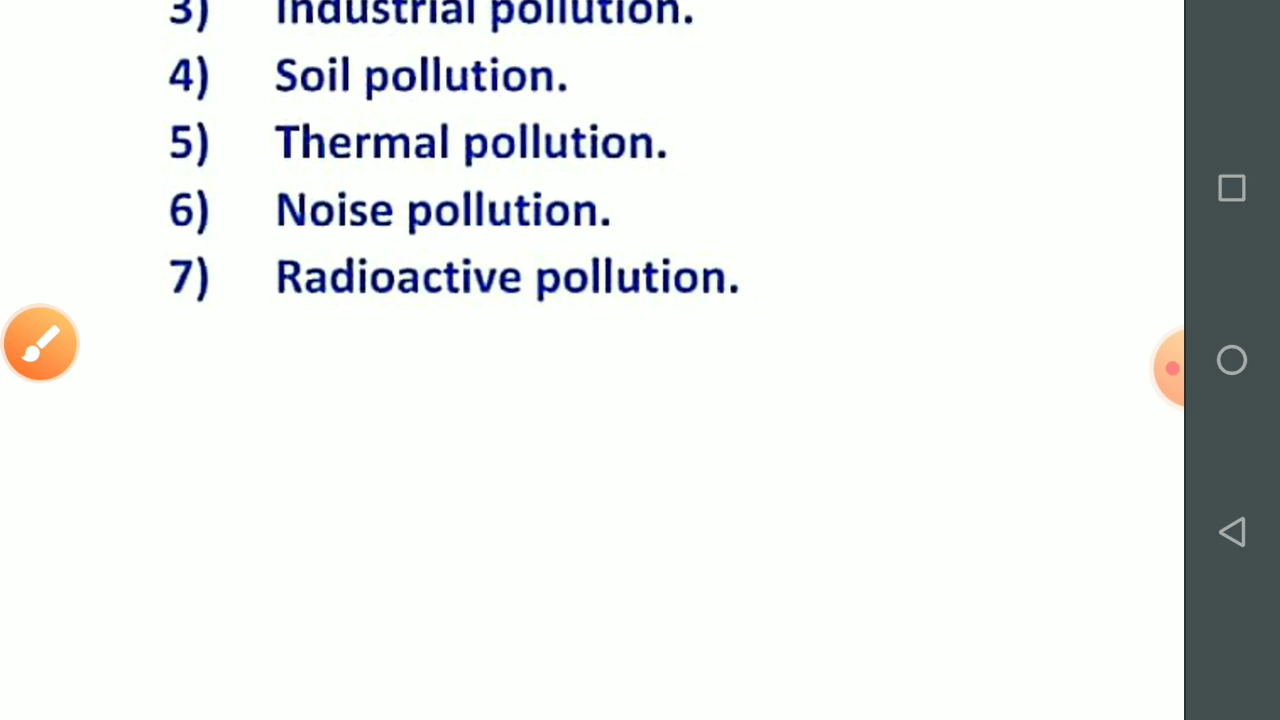 3) Industrial pollution.
4) Soil pollution.
5) Thermal pollution.
6) Noise pollution.
7) Radioactive pollution.